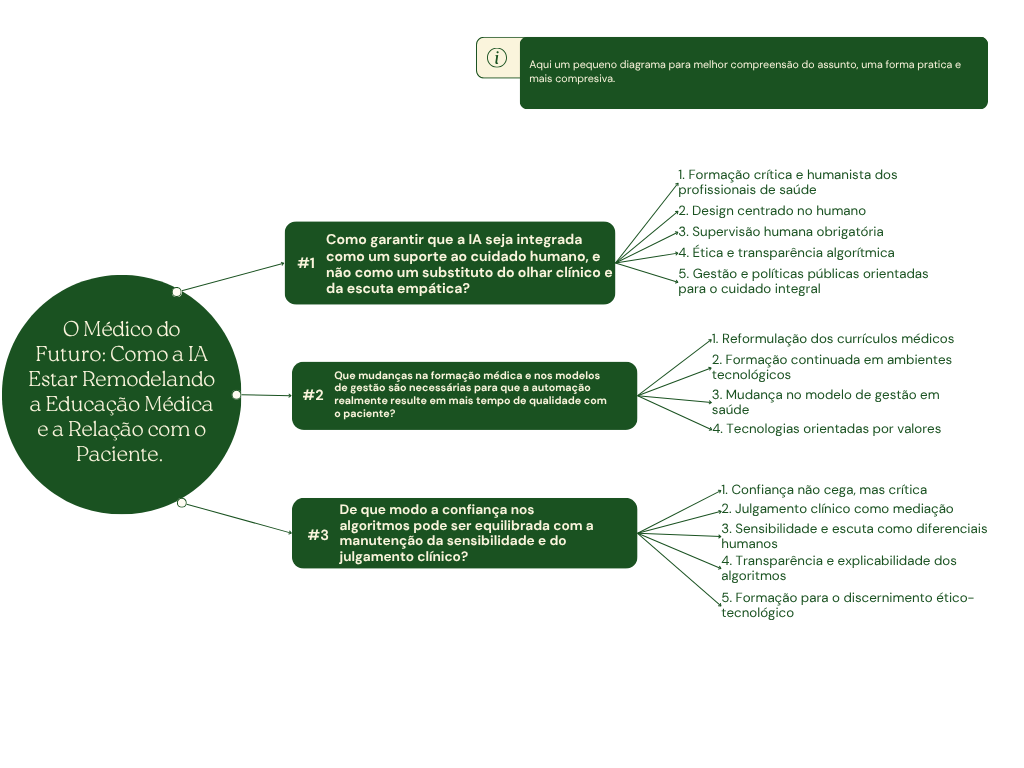 i
Aqui um pequeno diagrama para melhor compreensão do assunto, uma forma pratica e
mais compresiva.
O Médico do
Futuro: Como a IA
Estar Remodelando
a Educação Médica
e a Relação com o
Paciente.
#1
Como garantir que a IA seja integrada
como um suporte ao cuidado humano, e
não como um substituto do olhar clínico e
da escuta empática?
1. Formação crítica e humanista dos
profissionais de saúde
2. Design centrado no humano
3. Supervisão humana obrigatória
4. Ética e transparência algorítmica
5. Gestão e políticas públicas orientadas
para o cuidado integral
#2
Que mudanças na formação médica e nos modelos
de gestão são necessárias para que a automação
realmente resulte em mais tempo de qualidade com
o paciente?
1. Reformulação dos currículos médicos
2. Formação continuada em ambientes
tecnológicos
3. Mudança no modelo de gestão em
saúde
4. Tecnologias orientadas por valores
#3
De que modo a confiança nos
algoritmos pode ser equilibrada com a
manutenção da sensibilidade e do
julgamento clínico?
1. Confiança não cega, mas crítica
2. Julgamento clínico como mediação
3. Sensibilidade e escuta como diferenciais
humanos
4. Transparência e explicabilidade dos
algoritmos
5. Formação para o discernimento ético-
tecnológico